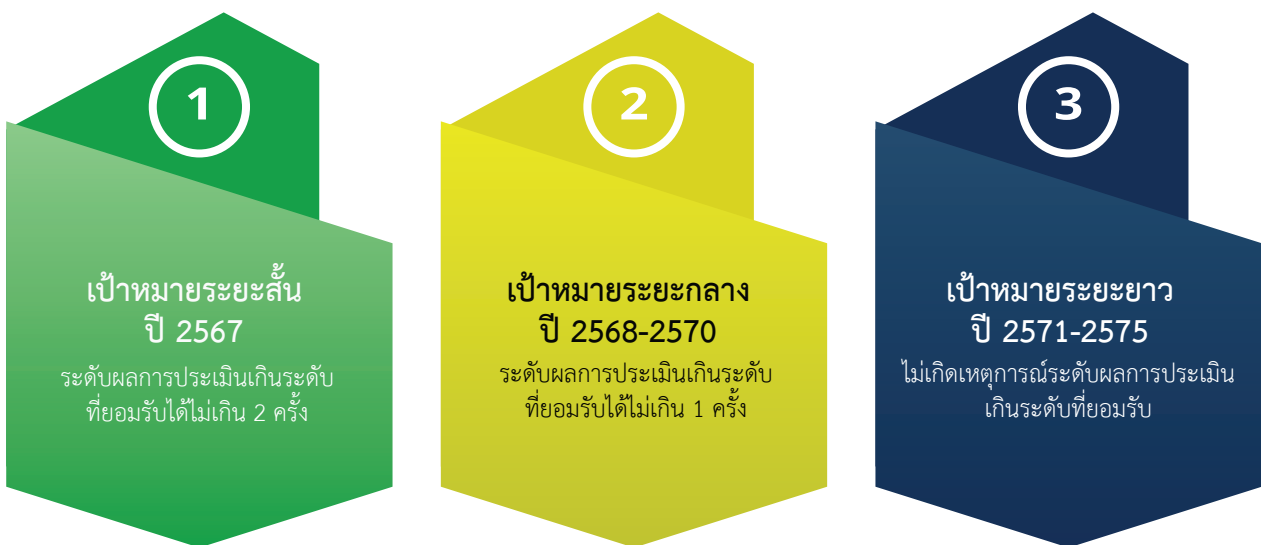 1
เป้าหมายระยะสั้น
ปี 2567
ระดับผลการประเมินเกินระดับ
ที่ยอมรับได้ไม่เกิน 2 ครั้ง
2
เป้าหมายระยะกลาง
ปี 2568-2570
ระดับผลการประเมินเกินระดับ
ที่ยอมรับได้ไม่เกิน 1 ครั้ง
3
เป้าหมายระยะยาว
ปี 2571-2575
ไม่เกิดเหตุการณ์ระดับผลการประเมิน
เกินระดับที่ยอมรับ